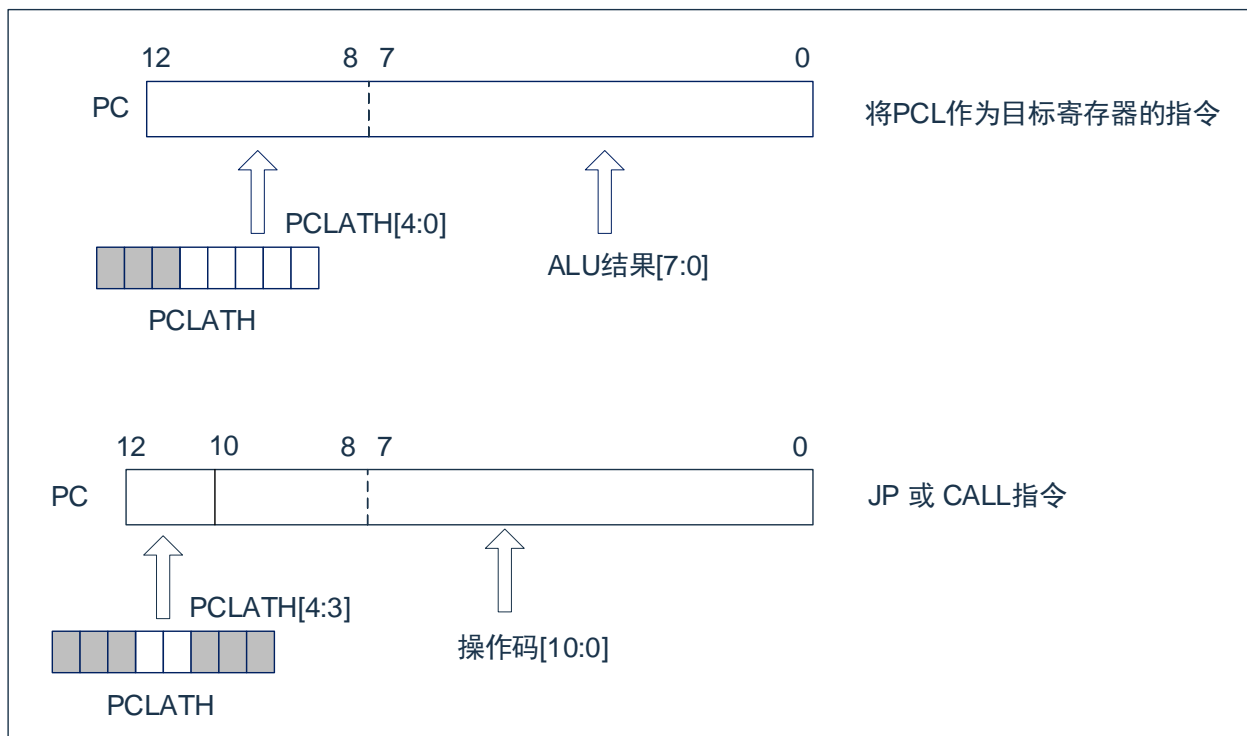 12 8 7 0
PC 将PCL作为目标寄存器的指令
PCLATH[4:0]
ALU结果[7:0]
PCLATH
12 10 8 7 0
PC JP 或 CALL指令
PCLATH[4:3]
操作码[10:0]
PCLATH